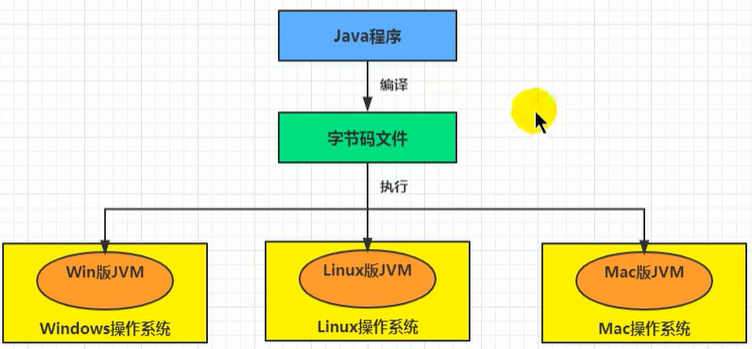 Java程序
编译
字节码文件
执行
Win版JVM
Linux版JVM
Mac版JVM
Windows操作系统
Linux操作系统
Mac操作系统